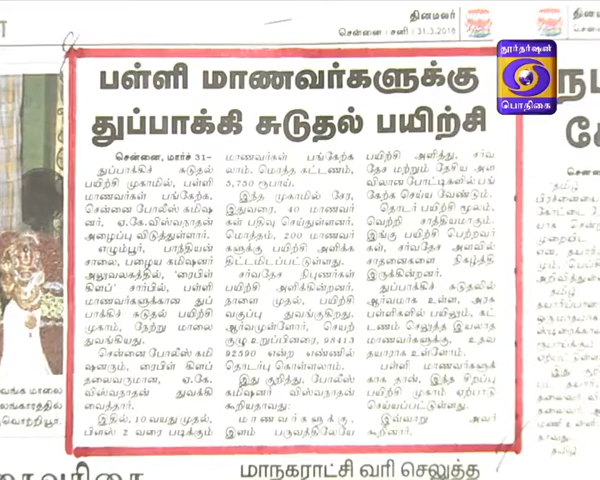 தினமலர்
சென்னை | சனி | 31.3.2018
தூர்தர்ஷன்
பொதிகை
பள்ளி மாணவர்களுக்கு
துப்பாக்கி சுடுதல் பயிற்சி
சென்னை, மார்ச் 31–
துப்பாக்கிச் சுடுதல்
பயிற்சி முகாமில், பள்ளி
மாணவர்கள் பங்கேற்க,
சென்னை போலீஸ் கமிஷ
னர், ஏ.கே.விஸ்வநாதன்
அழைப்பு விடுத்துள்ளார்.
எழும்பூர், பாந்தியன்
சாலை, பழைய கமிஷனர்
அலுவலகத்தில், 'ரைபிள்
கிளப்' சார்பில், பள்ளி
மாணவர்களுக்கான துப்
பாக்கிச் சுடுதல் பயிற்சி
முகாம், நேற்று மாலை
துவங்கியது.
சென்னை போலீஸ் கமி
ஷனரும், ரைபிள் கிளப்
தலைவருமான, ஏ.கே.
விஸ்வநாதன் துவக்கி
வைத்தார்.
இதில், 10 வயது முதல்,
பிளஸ் 2 வரை படிக்கும்
மாணவர்கள் பங்கேற்க
லாம். மொத்த கட்டணம்,
5,750 ரூபாய்.
இந்த முகாமில் சேர,
இதுவரை, 40 மாணவர்
கள் பதிவு செய்துள்ளனர்.
மொத்தம், 200 மாணவர்
களுக்கு பயிற்சி அளிக்க
திட்டமிடப்பட்டுள்ளது.
சர்வதேச நிபுணர்கள்
பயிற்சி அளிக்கின்றனர்.
நாளை முதல், பயிற்சி
வகுப்பு துவங்குகிறது.
ஆர்வமுள்ளோர், செயற்
குழு உறுப்பினரை, 98413
92390 என்ற எண்ணில்
தொடர்பு கொள்ளலாம்.
இது குறித்து, போலீஸ்
கமிஷனர் விஸ்வநாதன்
கூறியதாவது:
மாணவர்களுக்கு,
இளம் பருவத்திலேயே
பயிற்சி அளித்து, சர்வ
தேச மற்றும் தேசிய அள
விலான போட்டிகளில் பங்
கேற்க செய்ய வேண்டும்.
தொடர் பயிற்சி மூலம்,
வெற்றி சாத்தியமாகும்.
இங்கு பயிற்சி பெற்றவர்
கள், சர்வதேச அளவில்
சாதனைகளை நிகழ்த்தி
இருக்கின்றனர்.
துப்பாக்கிச் சுடுதலில்
ஆர்வமாக உள்ள, அரசு
பள்ளிகளில் பயிலும், கட்
டணம் செலுத்த இயலாத
மாணவர்களுக்கு, உதவ
தயாராக உள்ளோம்.
பள்ளி மாணவர்களுக்
காக தான், இந்த சிறப்பு
பயிற்சி முகாம் ஏற்பாடு
செய்யப்பட்டுள்ளது.
இவ்வாறு அவர்
கூறினார்.
வங்க மாலை
மாநகராட்சி வரி செலுத்த